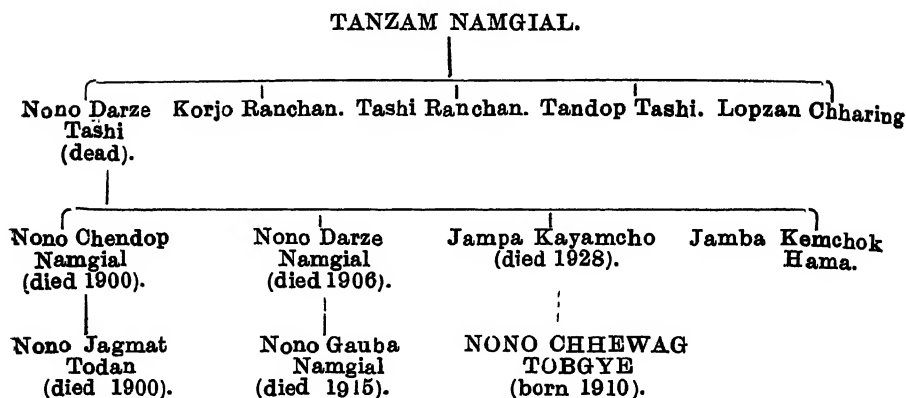 TANZAM NAMGIAL.
Nono Darze Korjo Ranchan. Tashi Ranchan. Tandop Tashi. Lopzan Chharing
Tashi
(dead).
Nono Chendop Nono Darze Jampa Kayamcho Jamba Kemchok
Namgial Namgial (died 1928). Hama.
(died 1900). (died 1906).
Nono Jagmat Nono Gauba NONO CHHEWAG
Todan Namgial TOBGYE
(died 1900). (died 1915). (born 1910).